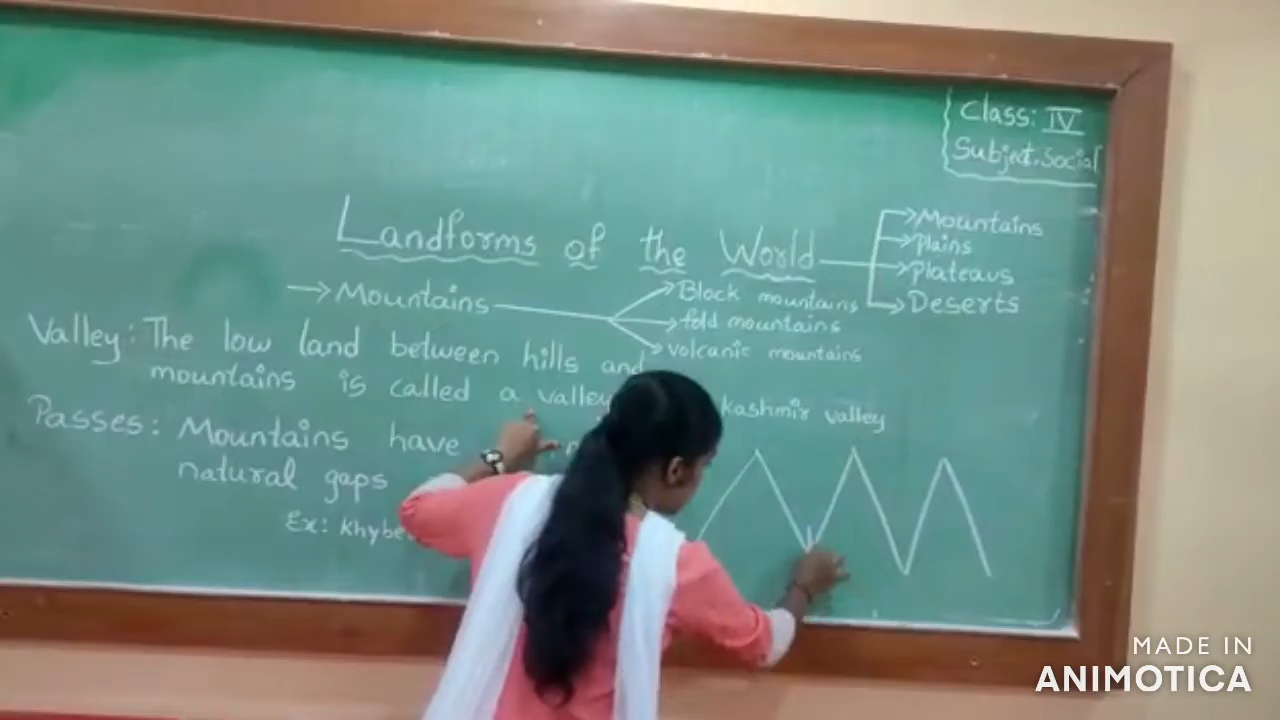 Class: IV
Subject: Social
Landforms of the World
Mountains
Plains
Plateaus
Deserts
Mountains
Block mountains
fold mountains
volcanic mountains
Valley: The low land between hills and
mountains is called a valley kashmir valley
Passes: Mountains have
natural gaps
Ex: Khybe
MADE IN
ANIMOTICA